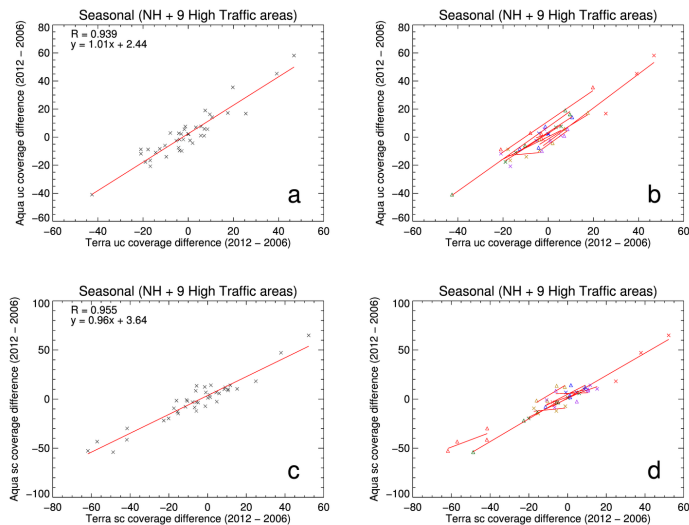 Seasonal (NH + 9 High Traffic areas)
R = 0.939
y = 1.01x + 2.44
Aqua uc coverage difference (2012 − 2006)
80
60
40
20
0
−20
−40
−60
a
−60 −40 −20 0 20 40 60
Terra uc coverage difference (2012 − 2006)
Seasonal (NH + 9 High Traffic areas)
Aqua uc coverage difference (2012 − 2006)
80
60
40
20
0
−20
−40
−60
b
−60 −40 −20 0 20 40 60
Terra uc coverage difference (2012 − 2006)
Seasonal (NH + 9 High Traffic areas)
R = 0.955
y = 0.96x + 3.64
Aqua sc coverage difference (2012 − 2006)
100
50
0
−50
−100
c
−80 −60 −40 −20 0 20 40 60
Terra sc coverage difference (2012 − 2006)
Seasonal (NH + 9 High Traffic areas)
Aqua sc coverage difference (2012 − 2006)
100
50
0
−50
−100
d
−80 −60 −40 −20 0 20 40 60
Terra sc coverage difference (2012 − 2006)